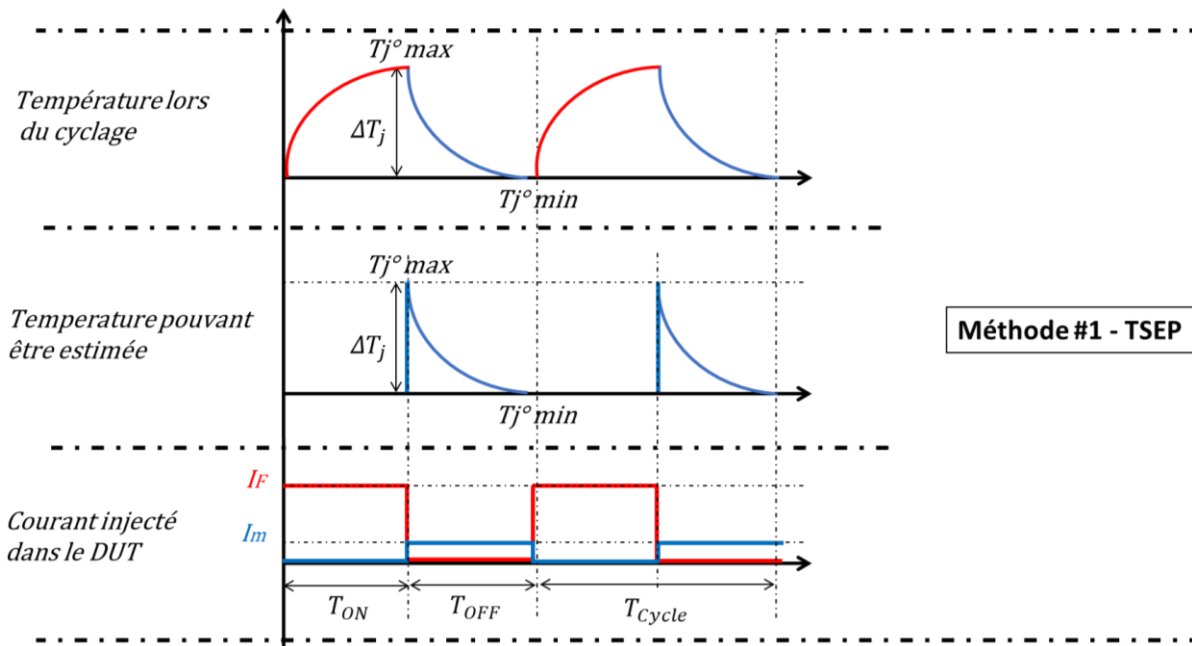 Température lors
du cyclage
Tj° max
ΔTj
Tj° min
Temperature pouvant
être estimée
Tj° max
ΔTj
Tj° min
Méthode #1 - TSEP
Courant injecté
dans le DUT
IF
Im
TON
TOFF
TCycle